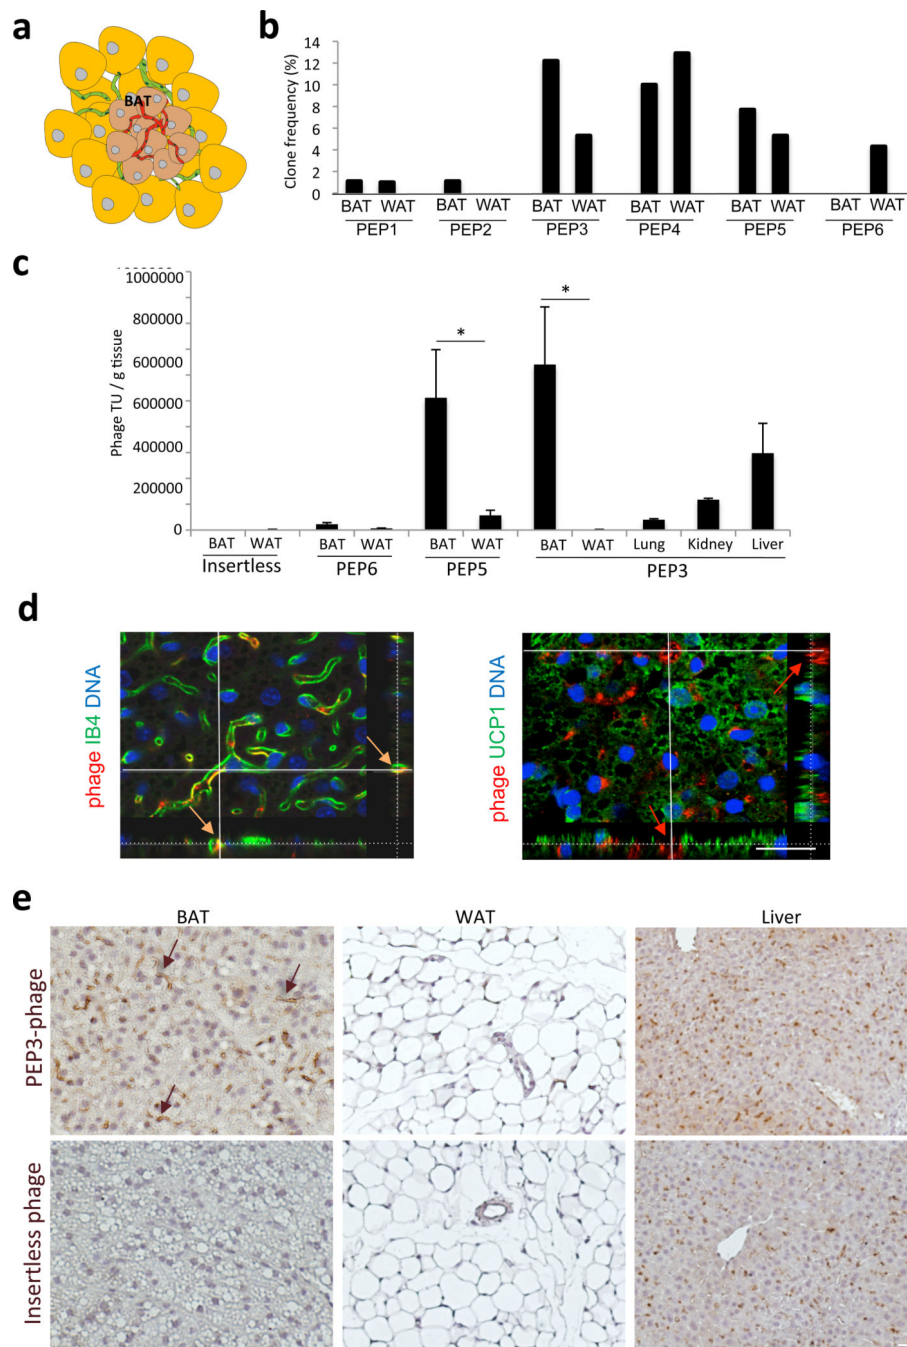 a
BAT
b
Clone frequency (%)
14
12
10
8
6
4
2
0
BAT WAT BAT WAT BAT WAT BAT WAT BAT WAT BAT WAT
PEP1 PEP2 PEP3 PEP4 PEP5 PEP6
c
Phage TU / g tissue
1000000
800000
600000
600000
400000
200000
0
* *
BAT WAT BAT WAT BAT WAT BAT WAT Lung Kidney Liver
Insertless PEP6 PEP5 PEP3
d
phage IB4 DNA
phage UCP1 DNA
e
BAT WAT Liver
PEP3-phage
Insertless phage